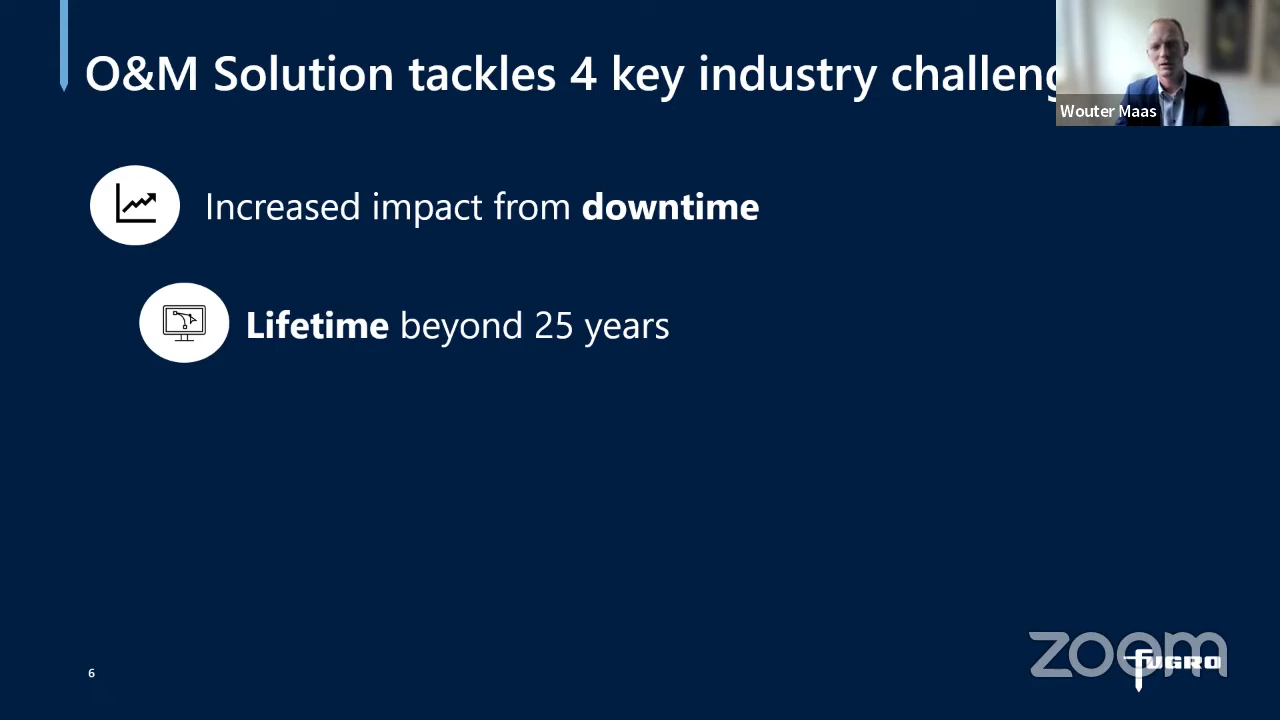 O&M Solution tackles 4 key industry challeng
Wouter Maas
Increased impact from downtime
Lifetime beyond 25 years
6
zoom
FUGRO